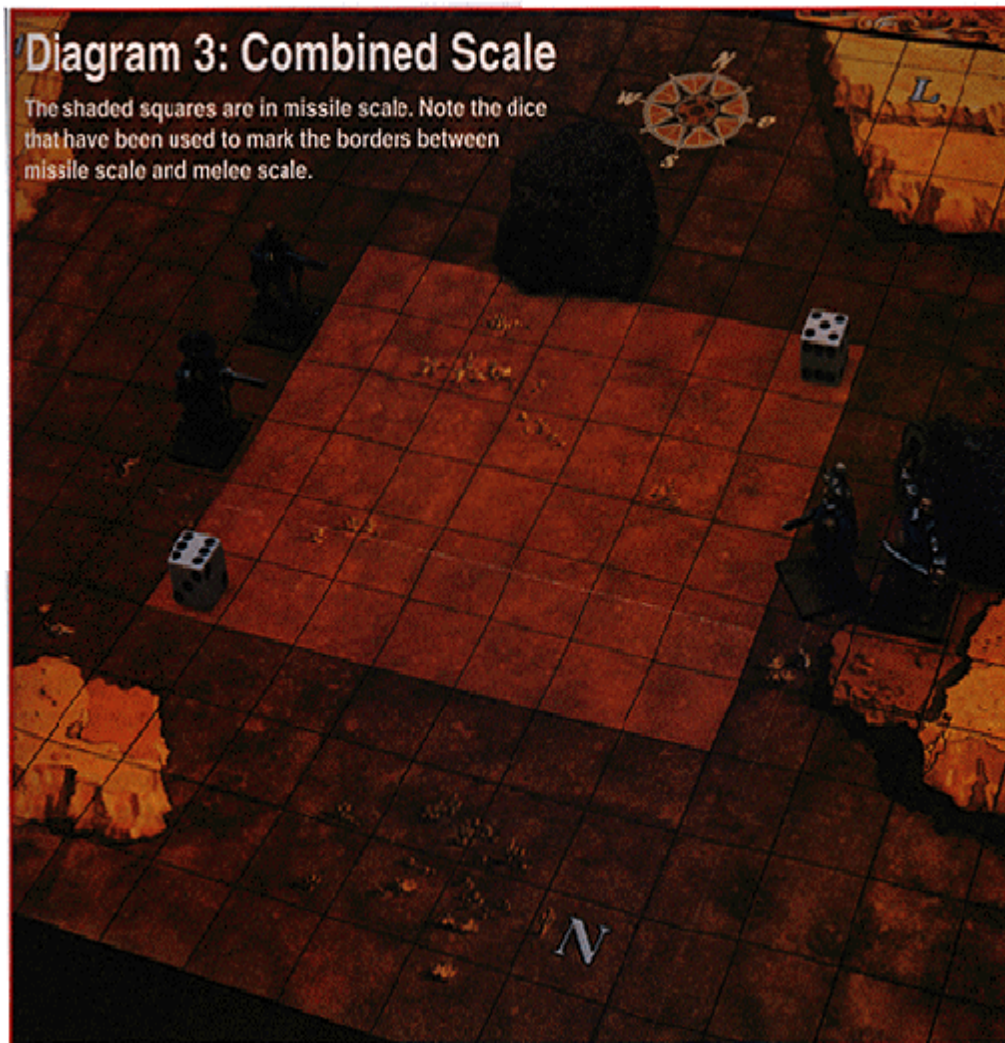 Diagram 3: Combined Scale
The shaded squares are in missile scale. Note the dice
that have been used to mark the borders between
missile scale and melee scale.
N
W
O
S
L
N